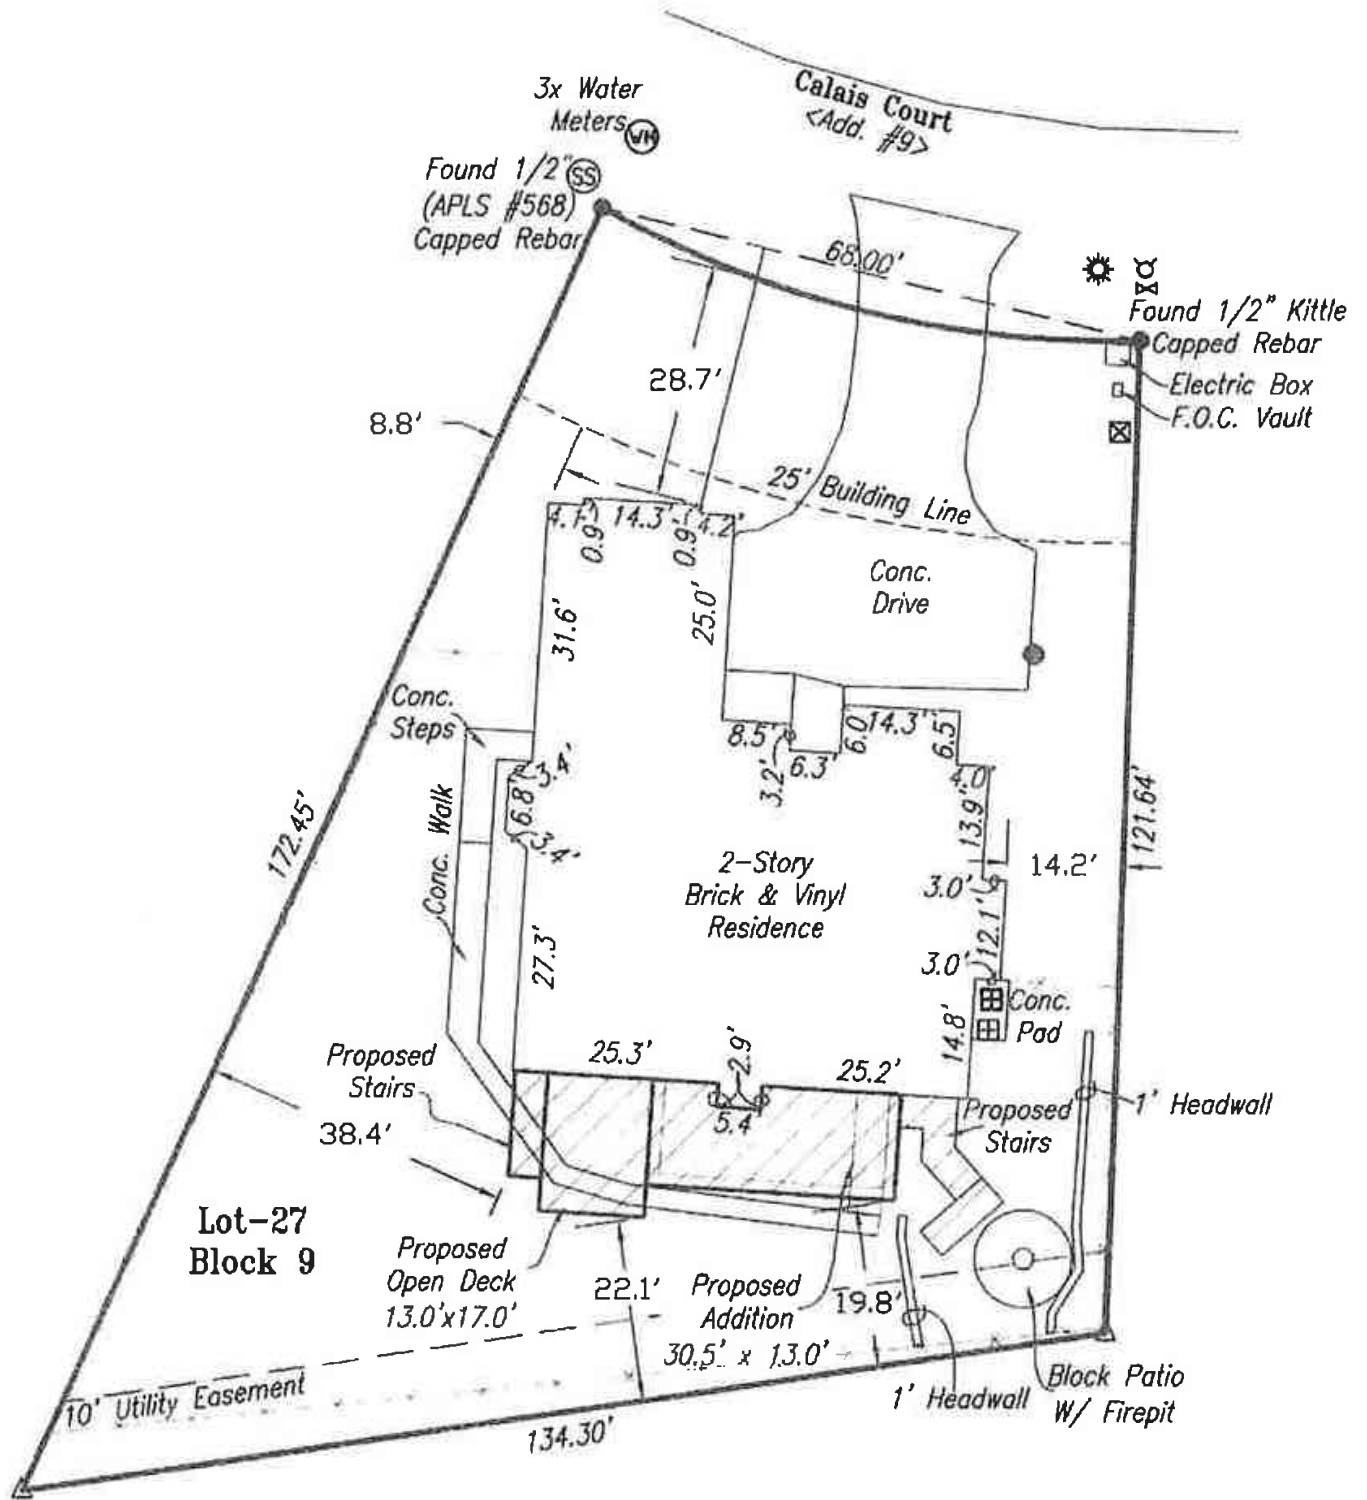 Calais Court
<Add. #9>
3x Water
Meters
WM
Found 1/2"
SS
(APLS #568)
Capped Rebar
68.00'
Found 1/2" Kittle
Capped Rebar
Electric Box
F.O.C. Vault
28.7'
8.8'
25' Building Line
4.1'
14.3'
4.2'
0.9'
0.9'
Conc.
Drive
31.6'
25.0'
Conc.
Steps
8.5'
6.0
14.3'
6.5'
3.2'
6.3'
4.0'
3.4'
6.8'
3.4'
13.9'
121.64'
172.45'
Conc. Walk
2-Story
Brick & Vinyl
Residence
14.2'
3.0'
12.1'
3.0'
27.3'
Conc.
Pad
14.8'
Proposed
Stairs
25.3'
2.9'
25.2'
5.4
1' Headwall
Proposed
Stairs
38.4'
Lot-27
Block 9
Proposed
Open Deck
13.0'x17.0'
22.1'
Proposed
Addition
30.5' x 13.0'
19.8'
10' Utility Easement
1' Headwall
Block Patio
W/ Firepit
134.30'